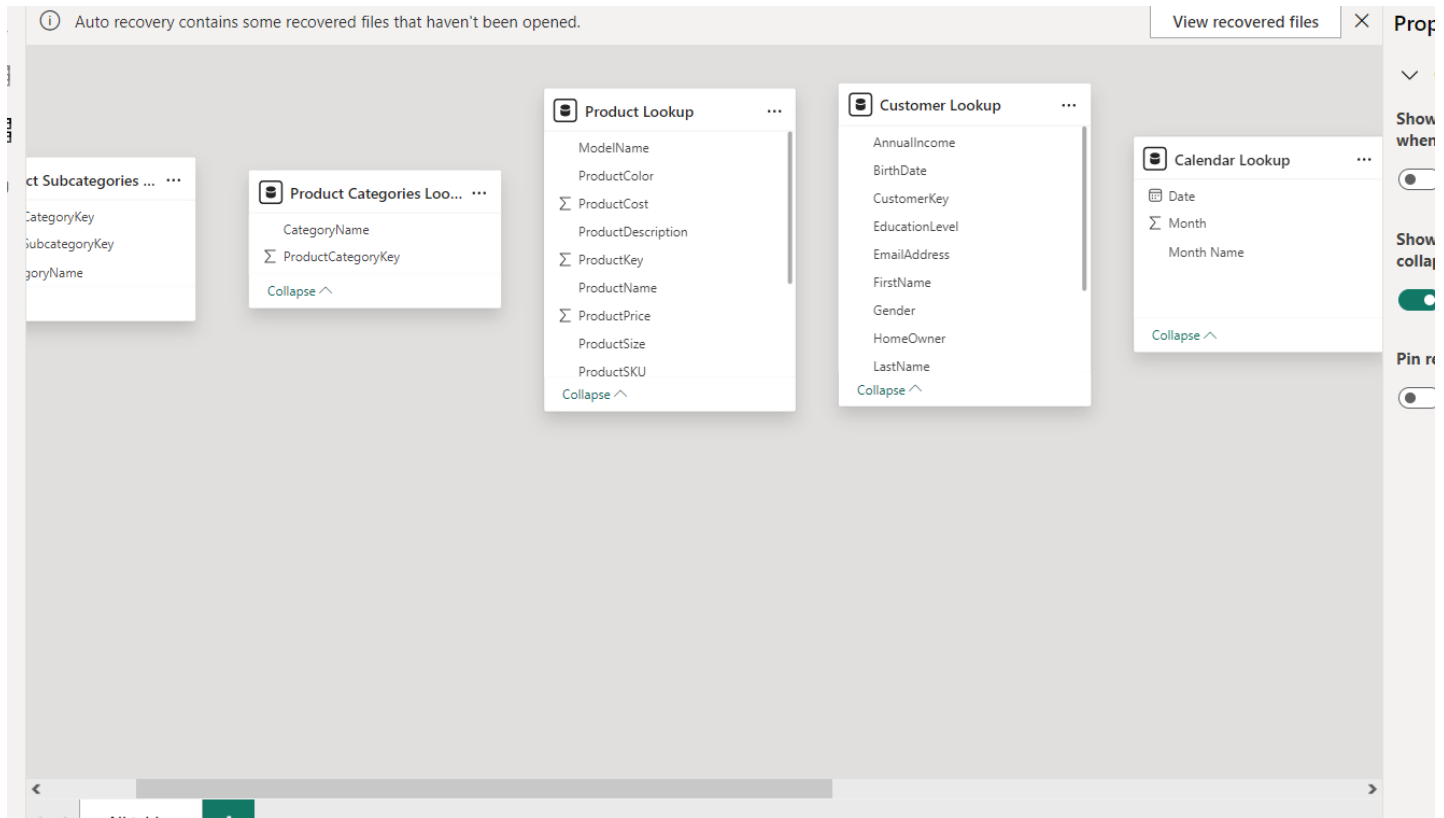 Auto recovery contains some recovered files that haven't been opened.
View recovered files
ct Subcategories ...
CategoryKey
SubcategoryKey
goryName
Product Categories Loo...
CategoryName
ProductCategoryKey
Collapse
Product Lookup
ModelName
ProductColor
ProductCost
ProductDescription
ProductKey
ProductName
ProductPrice
ProductSize
ProductSKU
Collapse
Customer Lookup
AnnualIncome
BirthDate
CustomerKey
EducationLevel
EmailAddress
FirstName
Gender
HomeOwner
LastName
Collapse
Calendar Lookup
Date
Month
Month Name
Collapse
Prop
Show
when
Show
collap
Pin re